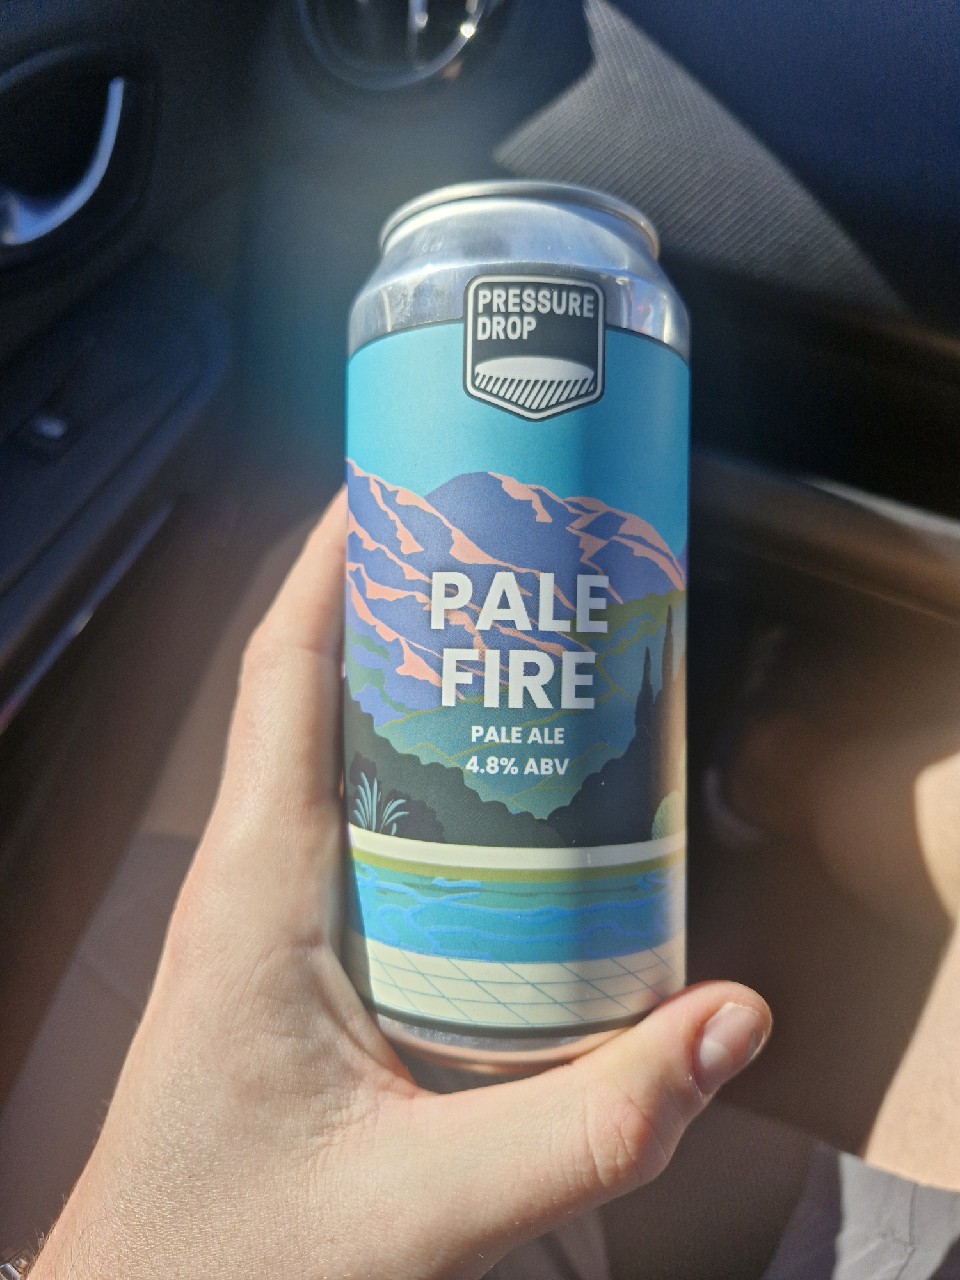 PRESSURE
DROP
PALE
FIRE
PALE ALE
4.8% ABV